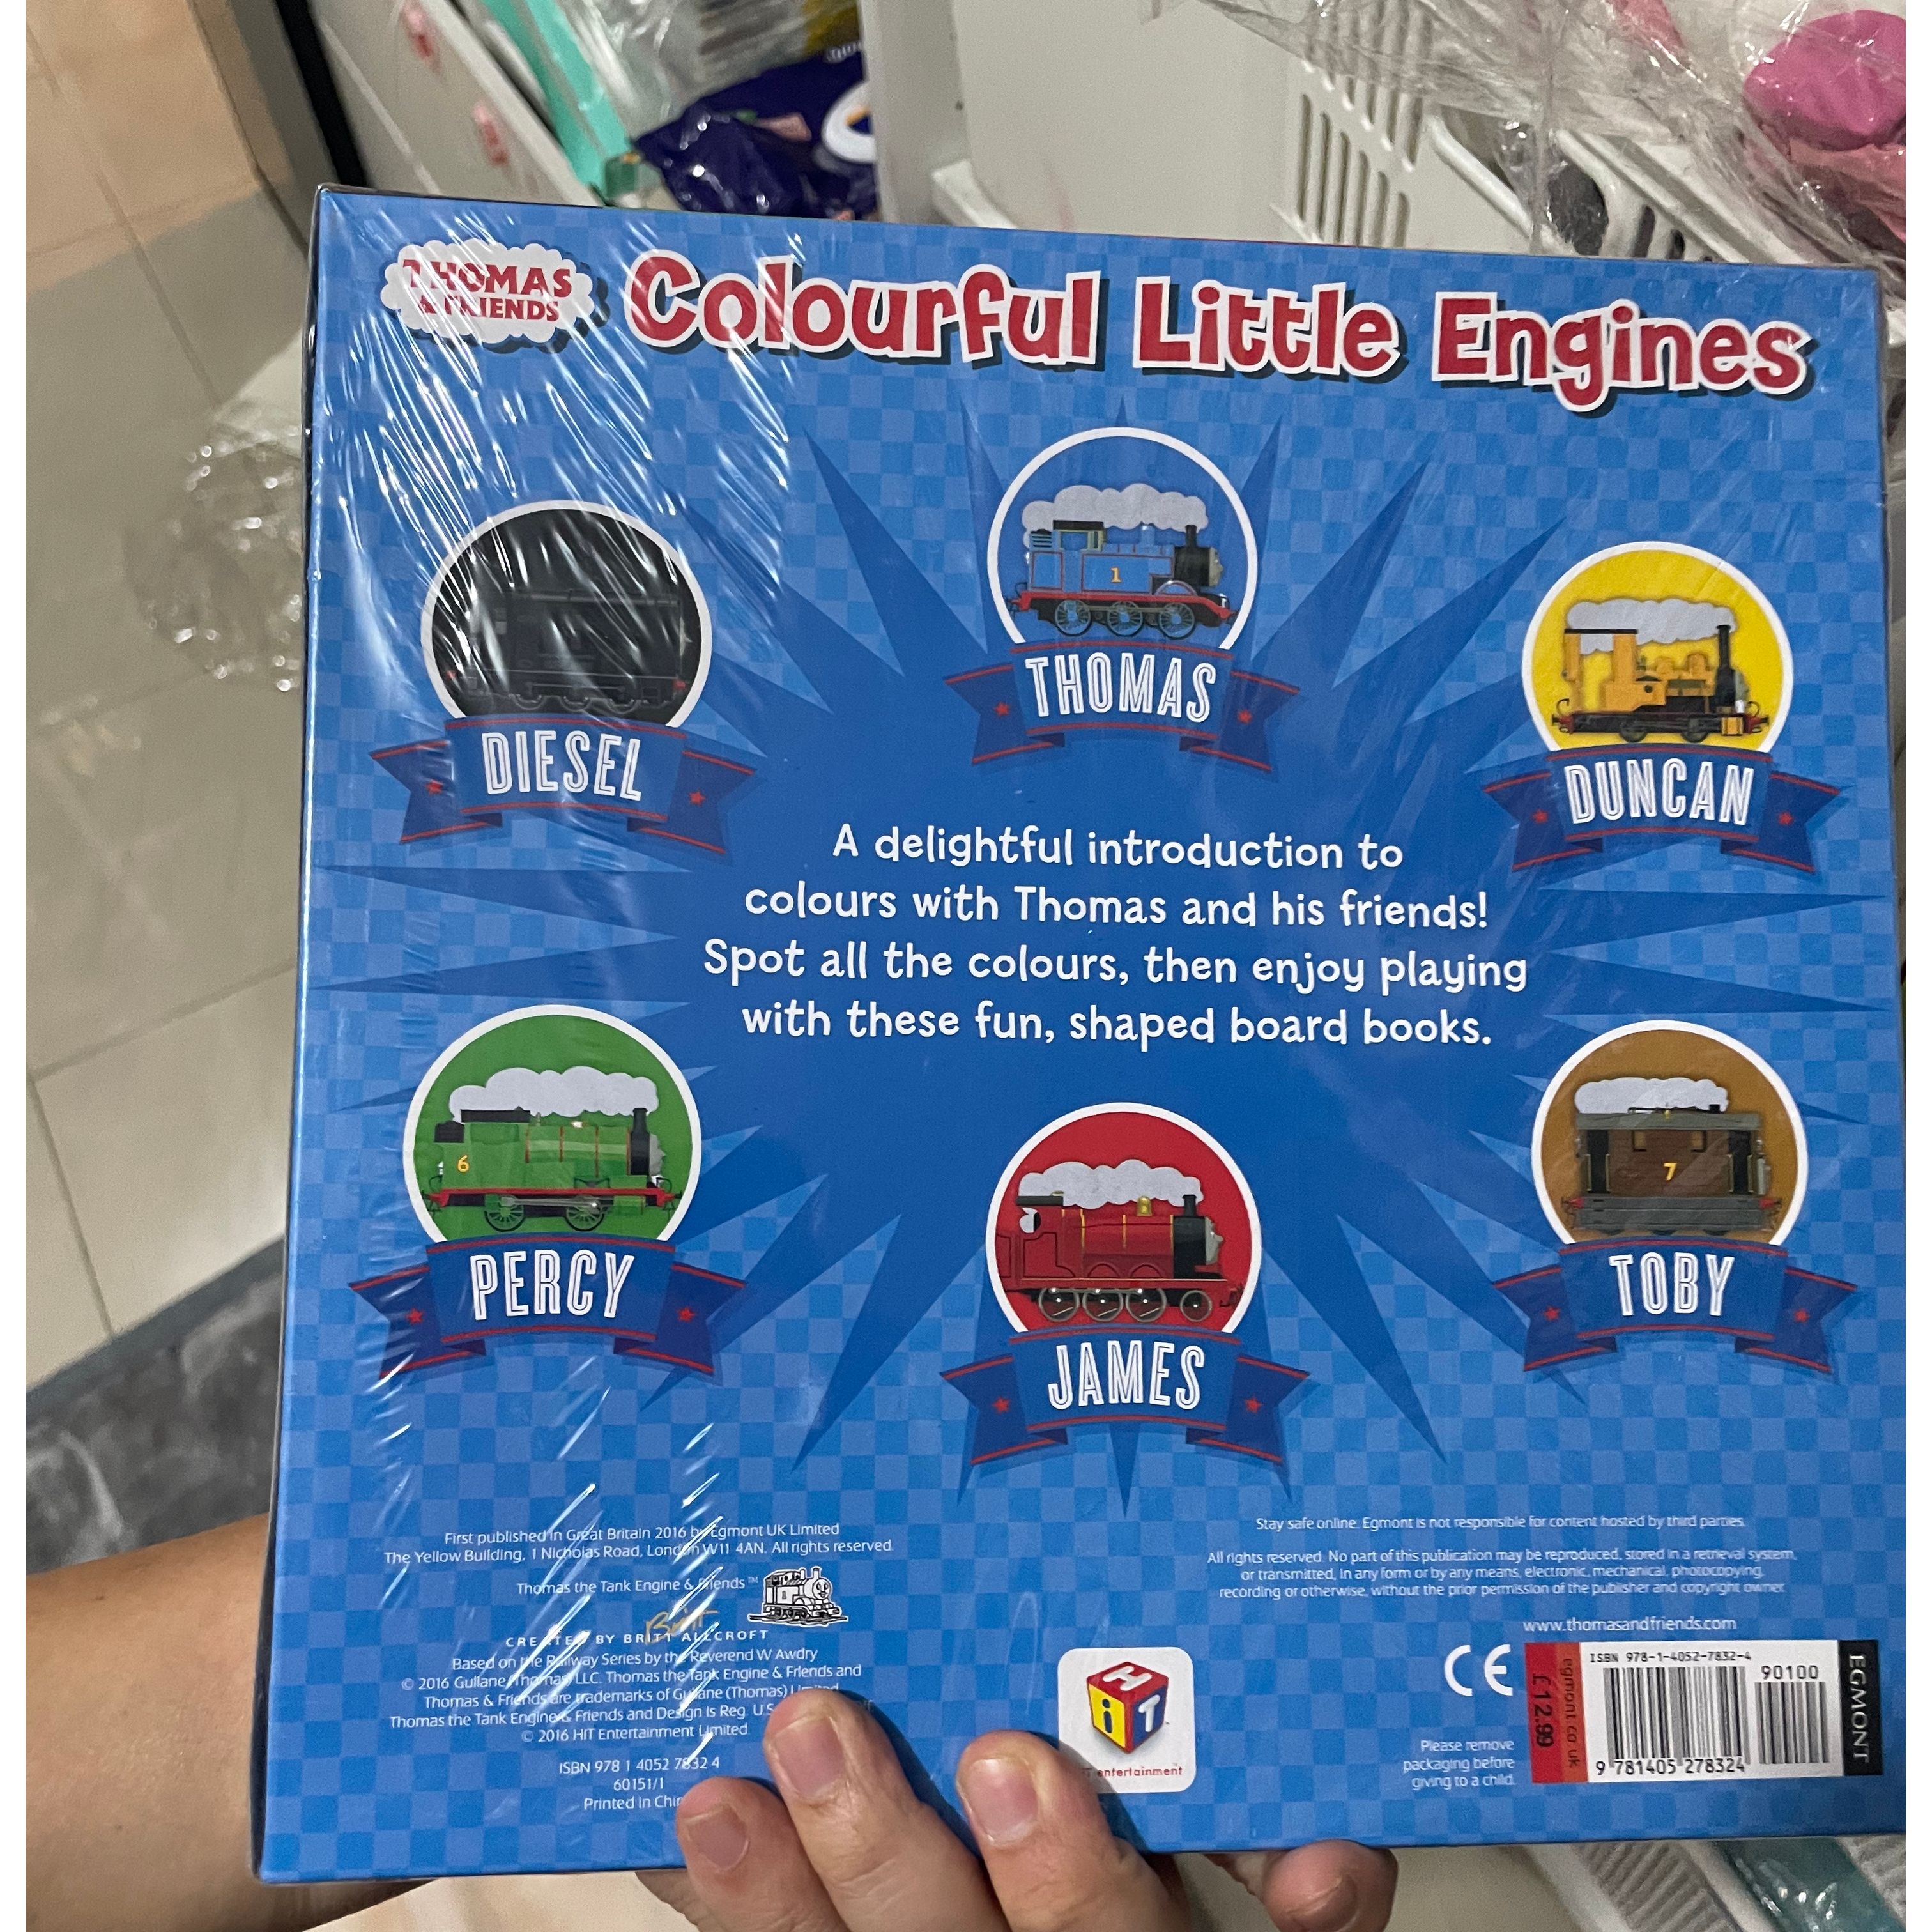 THOMAS
& FRIENDS
Colourful Little Engines
1
THOMAS
DIESEL
DUNCAN
A delightful introduction to
colours with Thomas and his friends!
Spot all the colours, then enjoy playing
with these fun, shaped board books.
6
PERCY
7
TOBY
JAMES
First published in Great Britain 2016 by Egmont UK Limited
The Yellow Building, 1 Nicholas Road, London W11 4AN. All rights reserved.
Thomas the Tank Engine & Friends™
Britt
CREATED BY BRITT ALLCROFT
Based on the Railway Series by the Reverend W Awdry
© 2016 Gullane (Thomas) LLC. Thomas the Tank Engine & Friends and
Thomas & Friends are trademarks of Gullane (Thomas) Limited.
Thomas the Tank Engine & Friends and Design is Reg. U.S.
© 2016 HIT Entertainment Limited.
ISBN 978 1 4052 7832 4
60151/1
Printed in
HiT
entertainment
Stay safe online. Egmont is not responsible for content hosted by third parties.
All rights reserved. No part of this publication may be reproduced, stored in a retrieval system,
or transmitted, in any form or by any means, electronic, mechanical, photocopying,
recording or otherwise, without the prior permission of the publisher and copyright owner.
www.thomasandfriends.com
CE
Please remove
packaging before
giving to a child.
£12.99
egmont.co.uk
ISBN 978-1-4052-7832-4
90100
9 781405 278324
EGMONT